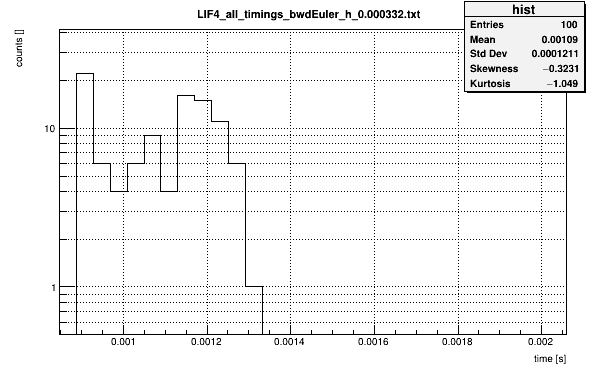 LIF4_all_timings_bwdEuler_h_0.000332.txt
hist
Entries 100
Mean 0.00109
Std Dev 0.0001211
Skewness −0.3231
Kurtosis −1.049
counts []
10
1
0.001 0.0012 0.0014 0.0016 0.0018 0.002
time [s]